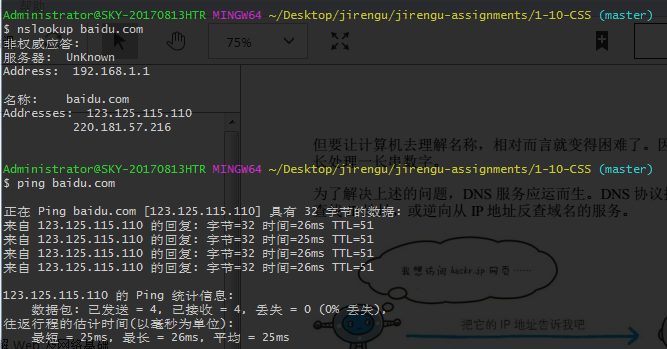 Administrator@SKY-20170813HTR MINGW64 ~/Desktop/jirengu/jirengu-assignments/1-10-CSS (master)
$ nslookup baidu.com
非权威应答:
服务器: UnKnown
Address: 192.168.1.1
75%
名称: baidu.com
Addresses: 123.125.115.110
220.181.57.216
但要让计算机去理解名称，相对而言就变得困难了。因
长处理一长串数字。
Administrator@SKY-20170813HTR MINGW64 ~/Desktop/jirengu/jirengu-assignments/1-10-CSS (master)
$ ping baidu.com
为了解决上述的问题，DNS 服务应运而生。DNS 协议提
或逆向从 IP 地址反查域名的服务。
正在 Ping baidu.com [123.125.115.110] 具有 32 字节的数据:
来自 123.125.115.110 的回复: 字节=32 时间=26ms TTL=51
来自 123.125.115.110 的回复: 字节=32 时间=25ms TTL=51
来自 123.125.115.110 的回复: 字节=32 时间=26ms TTL=51
来自 123.125.115.110 的回复: 字节=32 时间=26ms TTL=51
我想访问 hackr.jp 网页……
123.125.115.110 的 Ping 统计信息:
数据包: 已发送 = 4, 已接收 = 4, 丢失 = 0 (0% 丢失),
往返行程的估计时间(以毫秒为单位):
最短 = 25ms, 最长 = 26ms, 平均 = 25ms
把它的 IP 地址告诉我吧